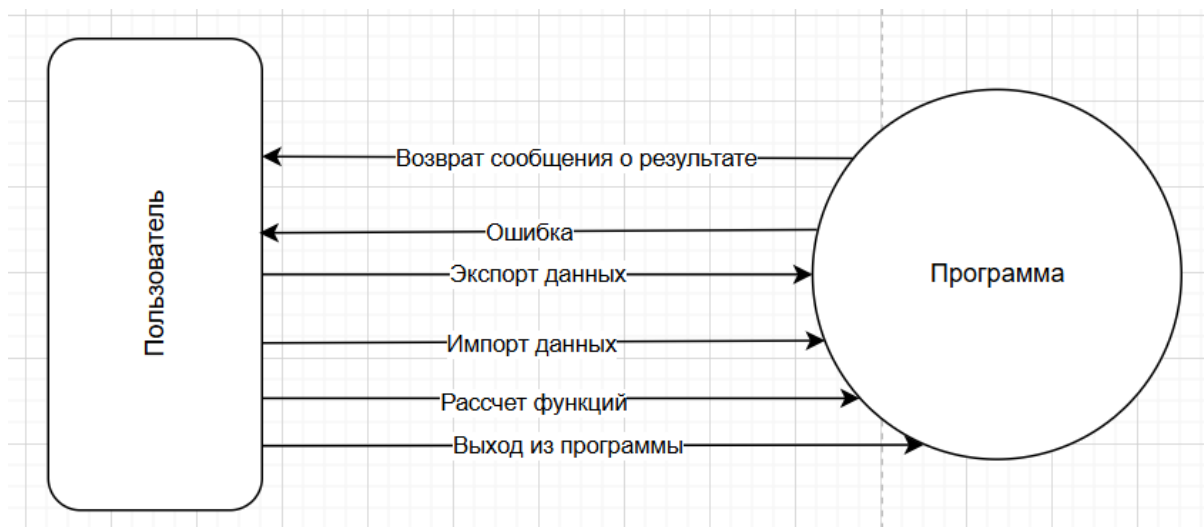 Пользователь
Возврат сообщения о результате
Ошибка
Экспорт данных
Импорт данных
Рассчет функций
Выход из программы
Программа